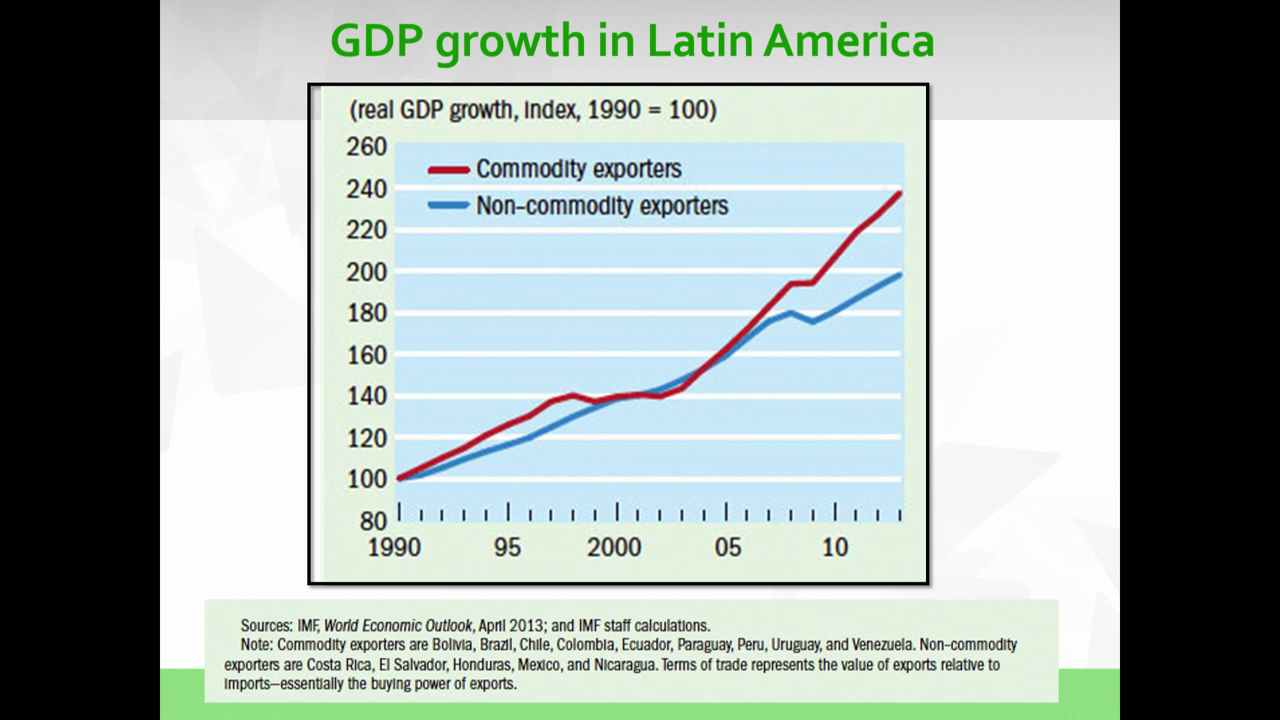 GDP growth in Latin America
(real GDP growth, index, 1990 = 100)
260
Commodity exporters
240
Non–commodity exporters
220
200
180
160
140
120
100
80
1990 95 2000 05 10
Sources: IMF, World Economic Outlook, April 2013; and IMF staff calculations.
Note: Commodity exporters are Bolivia, Brazil, Chile, Colombia, Ecuador, Paraguay, Peru, Uruguay, and Venezuela. Non-commodity
exporters are Costa Rica, El Salvador, Honduras, Mexico, and Nicaragua. Terms of trade represents the value of exports relative to
imports—essentially the buying power of exports.